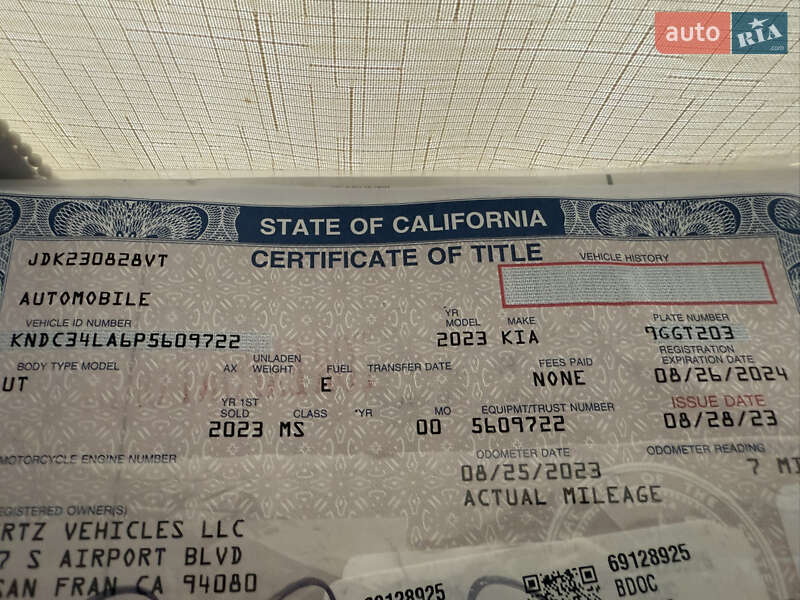 auto RIA .com
STATE OF CALIFORNIA
CERTIFICATE OF TITLE
JDK230828VT
VEHICLE HISTORY
AUTOMOBILE
VEHICLE ID NUMBER YR MODEL MAKE PLATE NUMBER
KNDC34LA6P5609722 2023 KIA 9GGT203
BODY TYPE MODEL AX UNLADEN WEIGHT FUEL TRANSFER DATE FEES PAID REGISTRATION EXPIRATION DATE
UT E NONE 08/26/2024
YR 1ST SOLD CLASS *YR MO EQUIPMT/TRUST NUMBER ISSUE DATE
2023 MS 00 5609722 08/28/23
MOTORCYCLE ENGINE NUMBER ODOMETER DATE ODOMETER READING
08/25/2023 7 MI
ACTUAL MILEAGE
REGISTERED OWNER(S)
ERTZ VEHICLES LLC
7 S AIRPORT BLVD
SAN FRAN CA 94080
69128925
BDOC